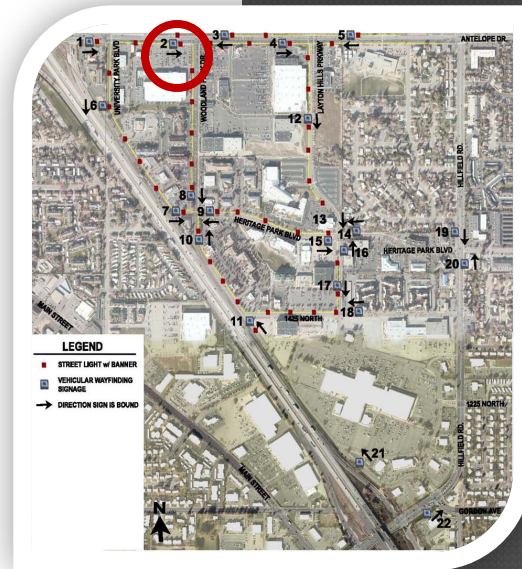 1
2
3
4
5
ANTELOPE DR.
UNIVERSITY PARK BLVD
WOODLAND
DR
LAYTON HILLS PRKWAY
HILLFIELD RD.
6
12
8
7
9
13
10
HERITAGE PARK BLVD
15
14
16
19
HERITAGE PARK BLVD
20
17
MAIN STREET
11
1425 NORTH
18
LEGEND
STREET LIGHT w/ BANNER
VEHICULAR WAYFINDING
SIGNAGE
DIRECTION SIGN IS BOUND
1225 NORTH
HILLFIELD RD.
21
MAIN STREET
N
22
GORDON AVE